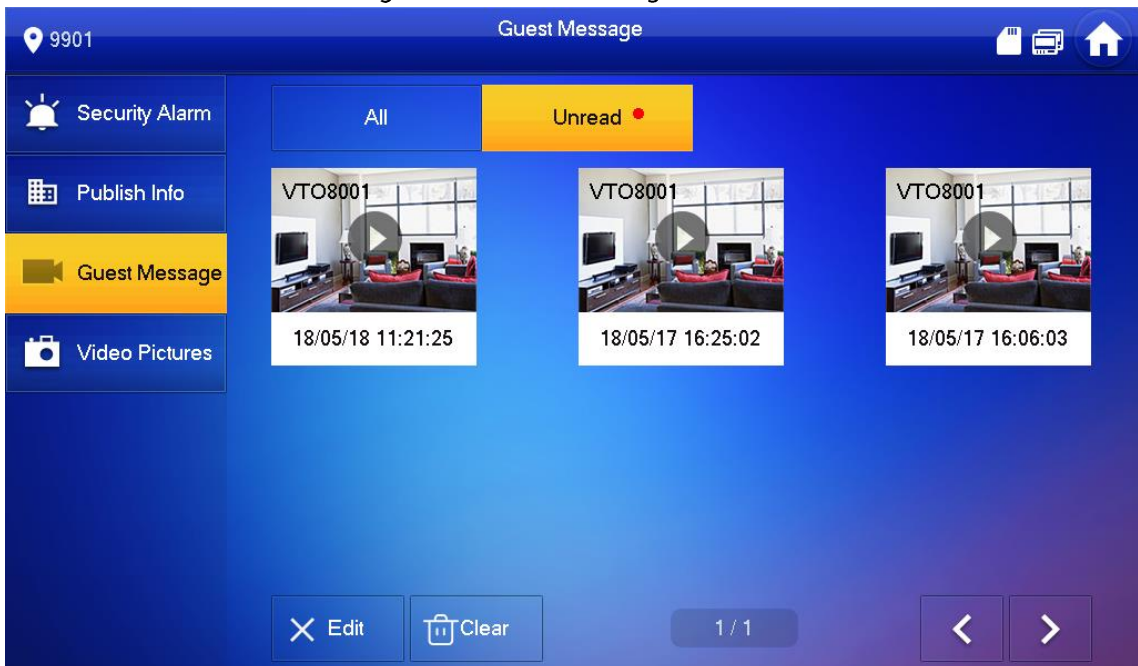 9901
Guest Message
Security Alarm
All
Unread
Publish Info
VTO8001
VTO8001
VTO8001
Guest Message
18/05/18 11:21:25
18/05/17 16:25:02
18/05/17 16:06:03
Video Pictures
Edit
Clear
1/1